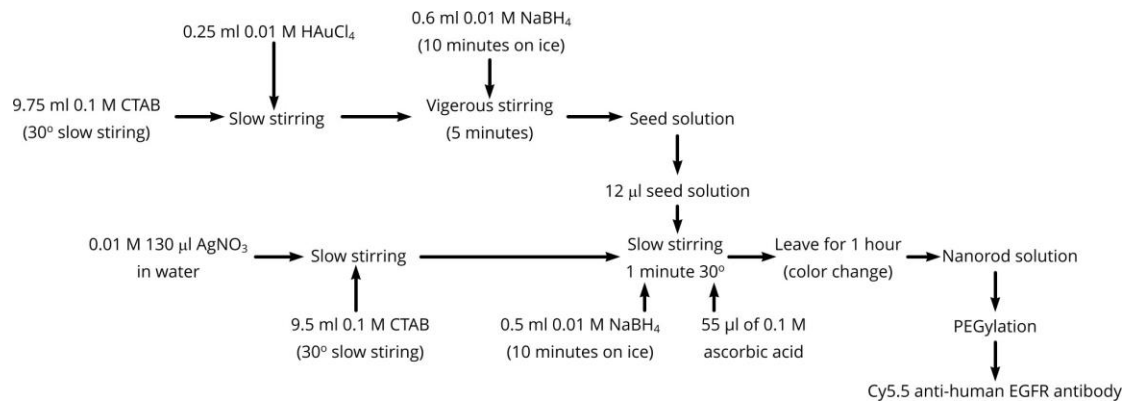 0.6 ml 0.01 M NaBH₄
(10 minutes on ice)
0.25 ml 0.01 M HAuCl₄
9.75 ml 0.1 M CTAB
(30º slow stiring)
Slow stirring
Vigerous stirring
(5 minutes)
Seed solution
12 μl seed solution
0.01 M 130 μl AgNO₃
in water
Slow stirring
Slow stirring
1 minute 30º
Leave for 1 hour
(color change)
Nanorod solution
9.5 ml 0.1 M CTAB
(30º slow stiring)
0.5 ml 0.01 M NaBH₄
(10 minutes on ice)
55 μl of 0.1 M
ascorbic acid
PEGylation
Cy5.5 anti-human EGFR antibody